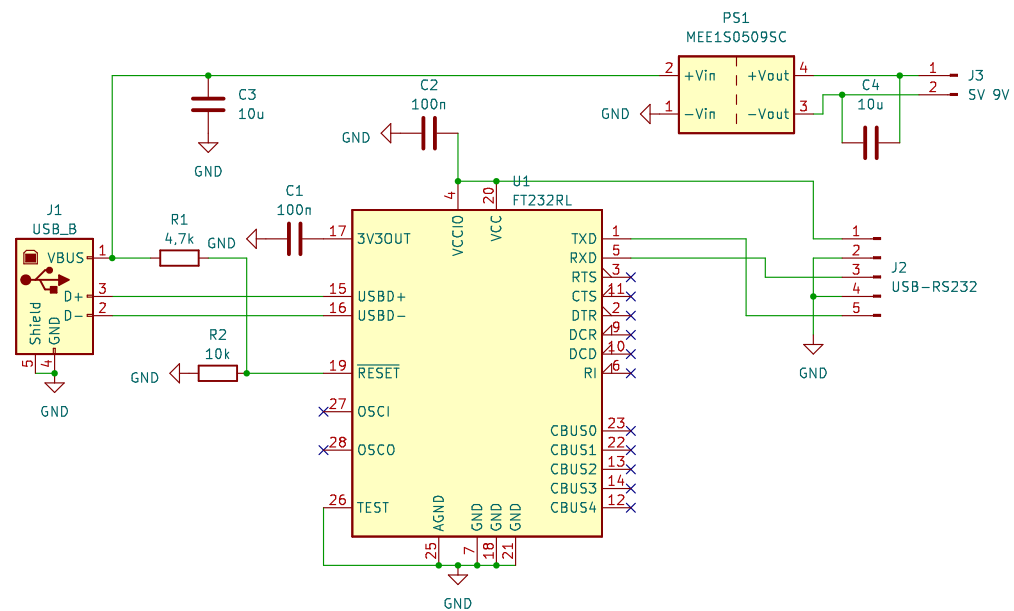 PS1
MEE1S0509SC
2 +Vin +Vout 4
1 -Vin -Vout 3
GND
1 J3
2 SV 9V
C4
10u
C3
10u
GND
C2
100n
GND
U1
FT232RL
4 VCCIO
20 VCC
C1
100n
GND
17 3V3OUT
J1
USB_B
VBUS 1
D+ 3
D- 2
Shield 5
GND 4
GND
R1
4,7k
R2
10k
GND
15 USBD+
16 USBD-
19 RESET
27 OSCI
28 OSCO
26 TEST
TXD 1
RXD 5
RTS 3
CTS 11
DTR 2
DCR 9
DCD 10
RI 6
CBUS0 23
CBUS1 22
CBUS2 13
CBUS3 14
CBUS4 12
AGND 25
GND 7
GND 18
GND 21
GND
1
2
3
4
5
J2
USB-RS232
GND